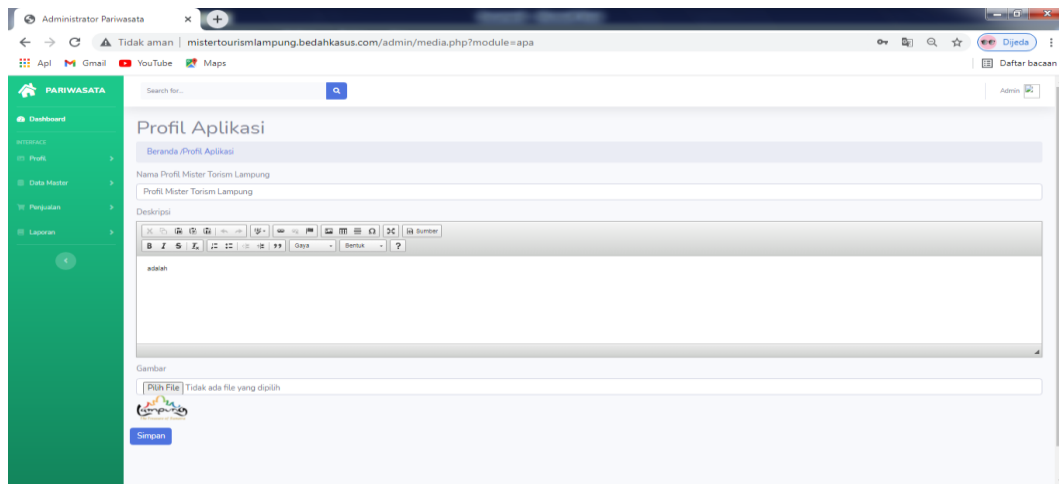 Administrator Pariwasata
Tidak aman | mistertourismlampung.bedahkasus.com/admin/media.php?module=apa
Dijeda
Apl Gmail YouTube Maps
Daftar bacaan
PARIWASATA
Search for...
Admin
Dashboard
INTERFACE
Profil
Data Master
Penjualan
Laporan
Profil Aplikasi
Beranda /Profil Aplikasi
Nama Profil Mister Torism Lampung
Profil Mister Torism Lampung
Deskripsi
Sumber
B I S Ix
Gaya
Bentuk
?
adalah
Gambar
Pilih File Tidak ada file yang dipilih
Lampung
Simpan